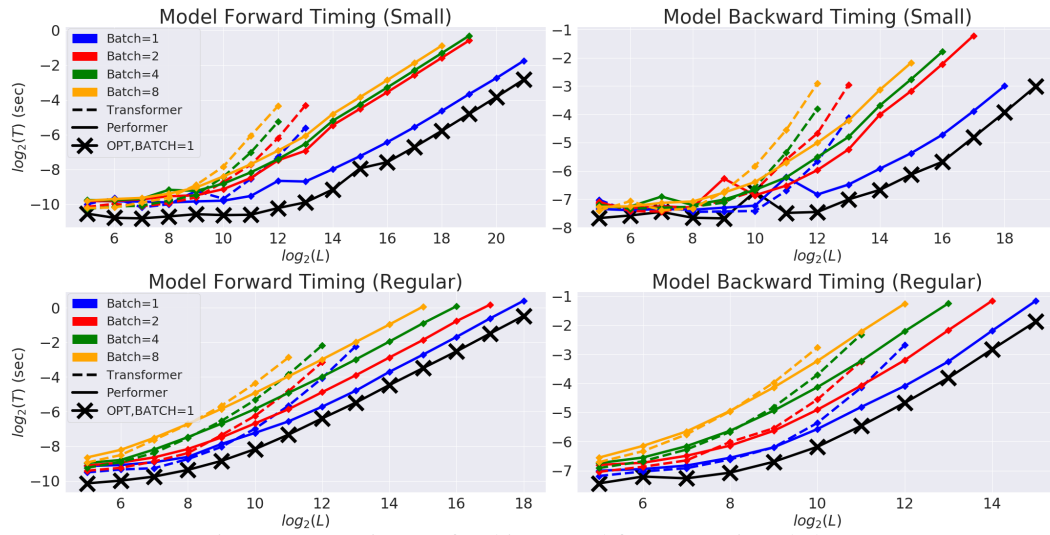 Model Forward Timing (Small)
0
−2
−4
−6
−8
−10
log₂(T) (sec)
Batch=1
Batch=2
Batch=4
Batch=8
Transformer
Performer
OPT,BATCH=1
6 8 10 12 14 16 18 20
log₂(L)
Model Backward Timing (Small)
−1
−2
−3
−4
−5
−6
−7
−8
6 8 10 12 14 16 18
log₂(L)
Model Forward Timing (Regular)
0
−2
−4
−6
−8
−10
log₂(T) (sec)
Batch=1
Batch=2
Batch=4
Batch=8
Transformer
Performer
OPT,BATCH=1
6 8 10 12 14 16 18
log₂(L)
Model Backward Timing (Regular)
−1
−2
−3
−4
−5
−6
−7
6 8 10 12 14
log₂(L)